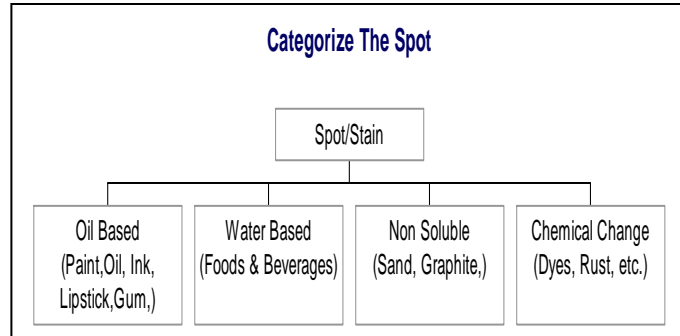 Categorize The Spot
Spot/Stain
Oil Based
(Paint,Oil, Ink,
Lipstick,Gum,)
Water Based
(Foods & Beverages)
Non Soluble
(Sand, Graphite,)
Chemical Change
(Dyes, Rust, etc.)